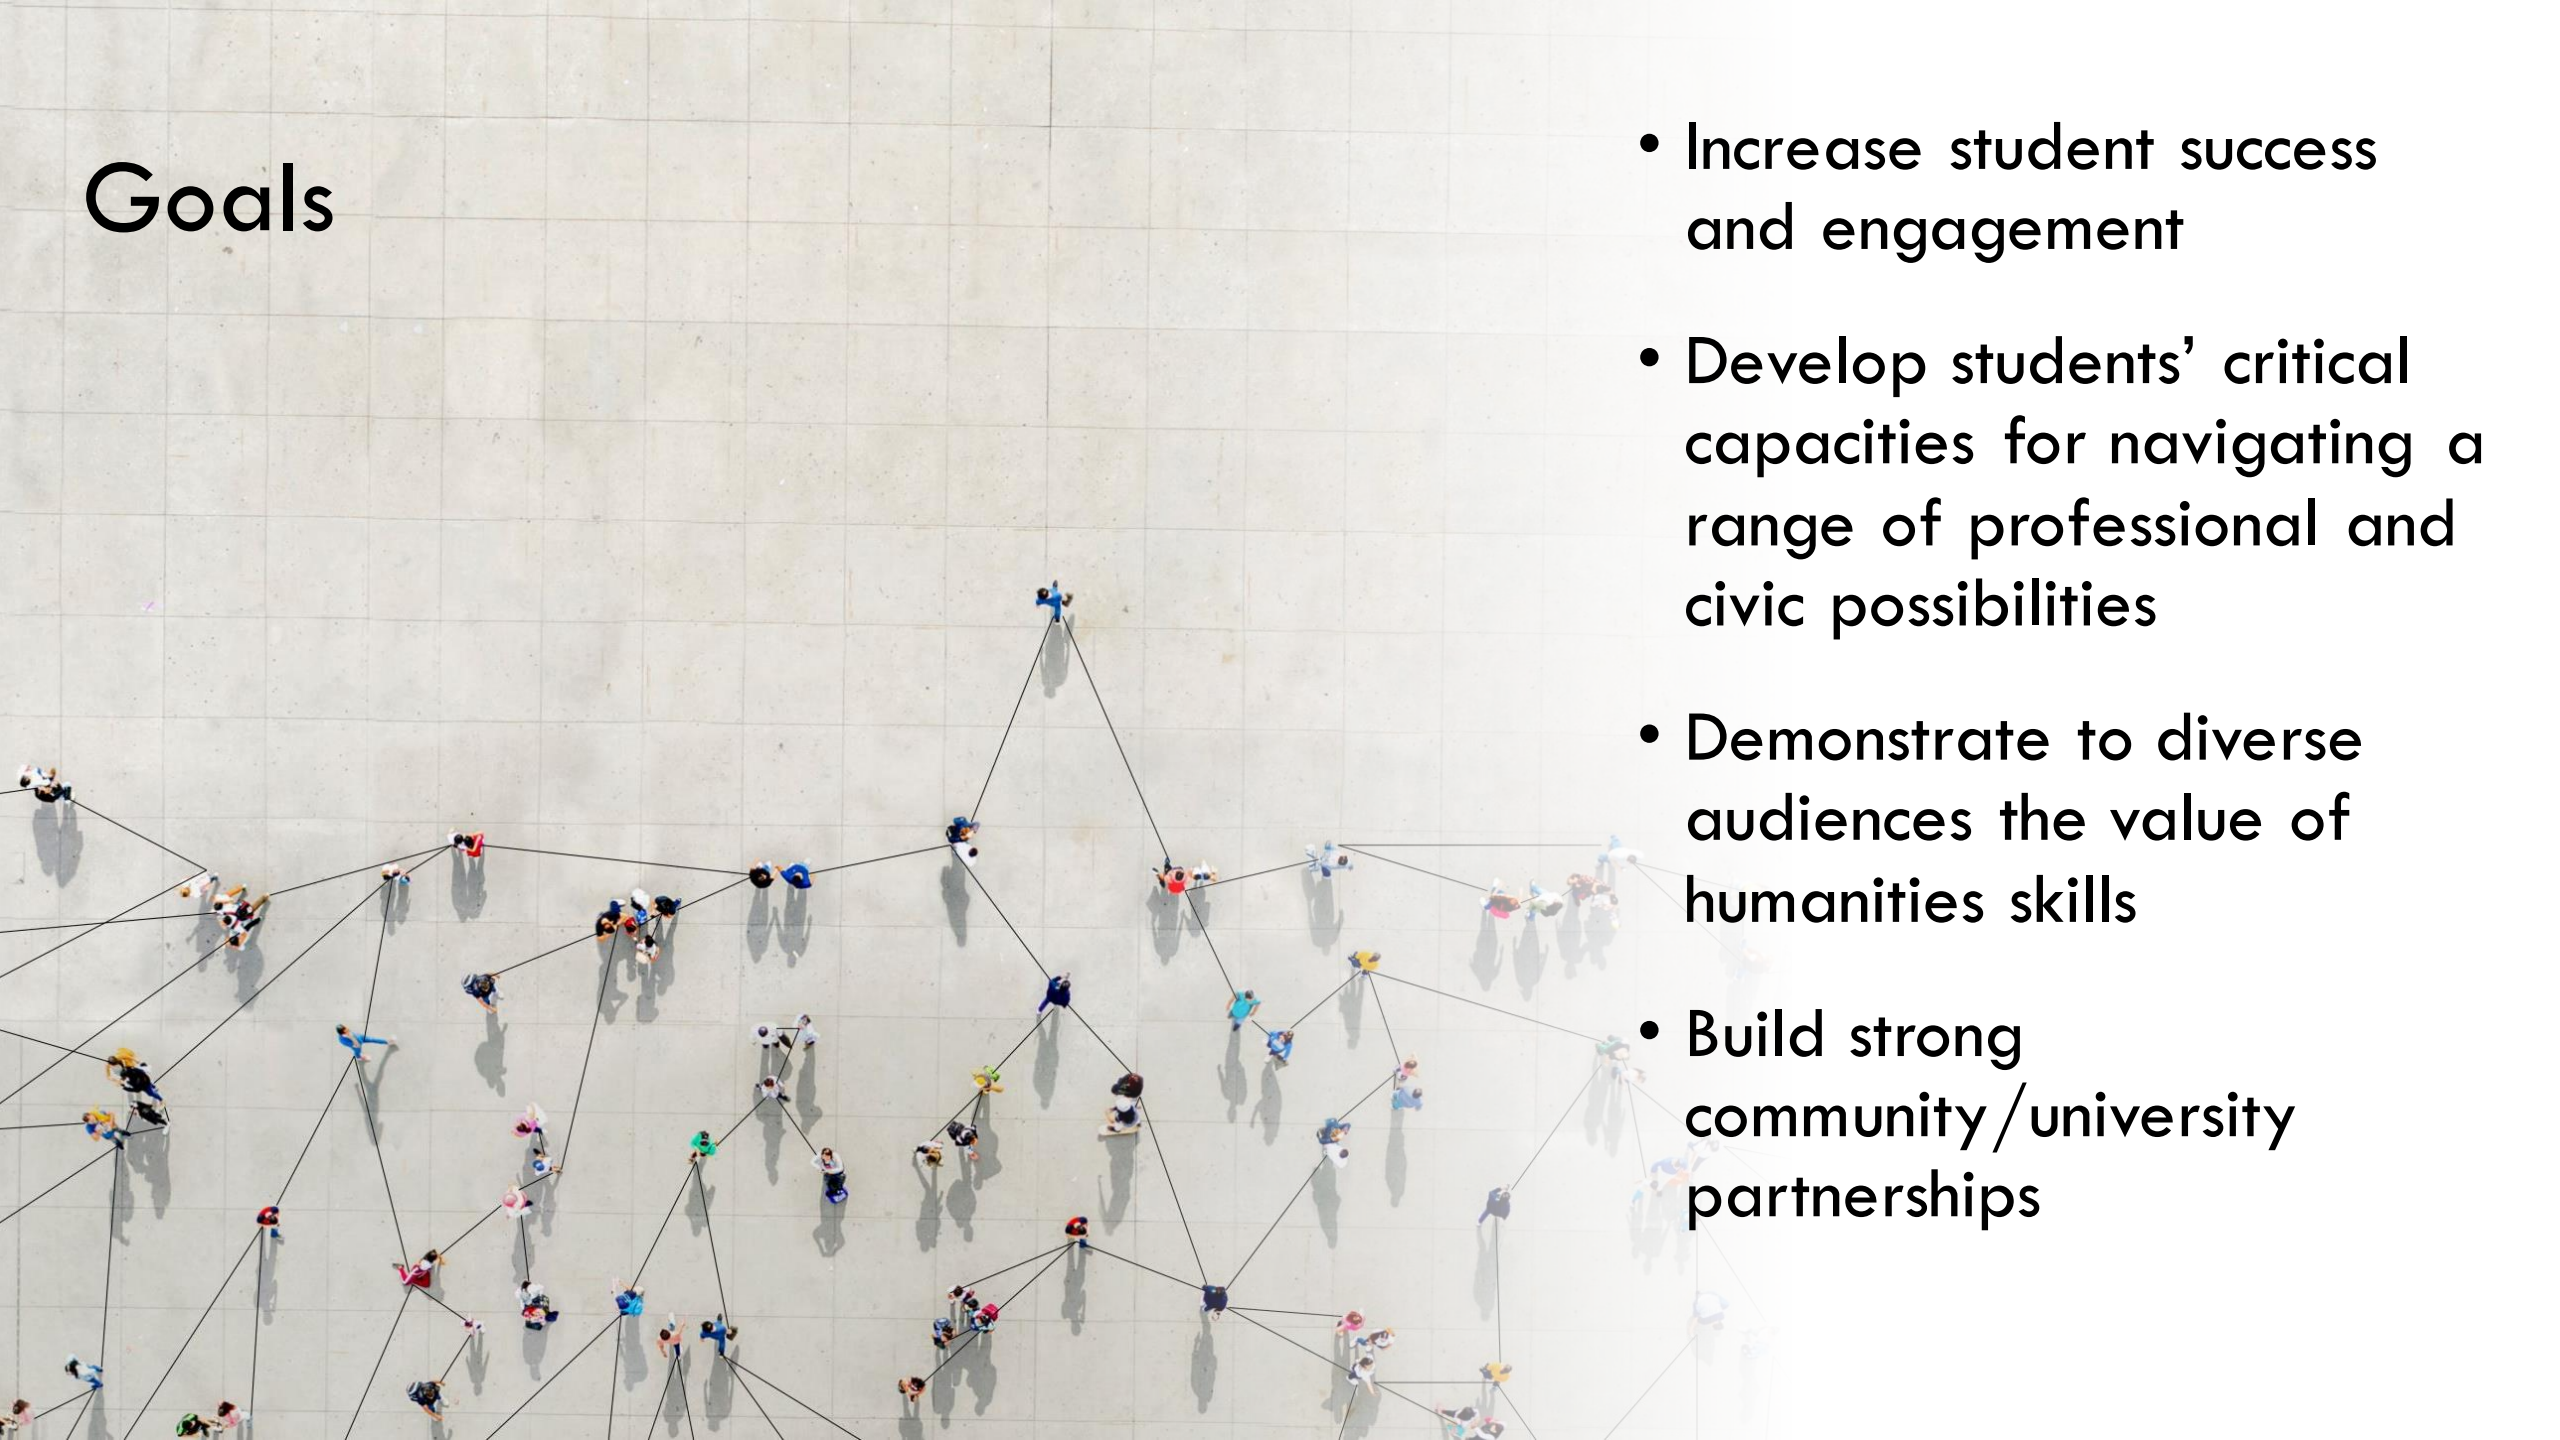 Goals
• Increase student success
and engagement
• Develop students’ critical
capacities for navigating a
range of professional and
civic possibilities
• Demonstrate to diverse
audiences the value of
humanities skills
• Build strong
community/university
partnerships